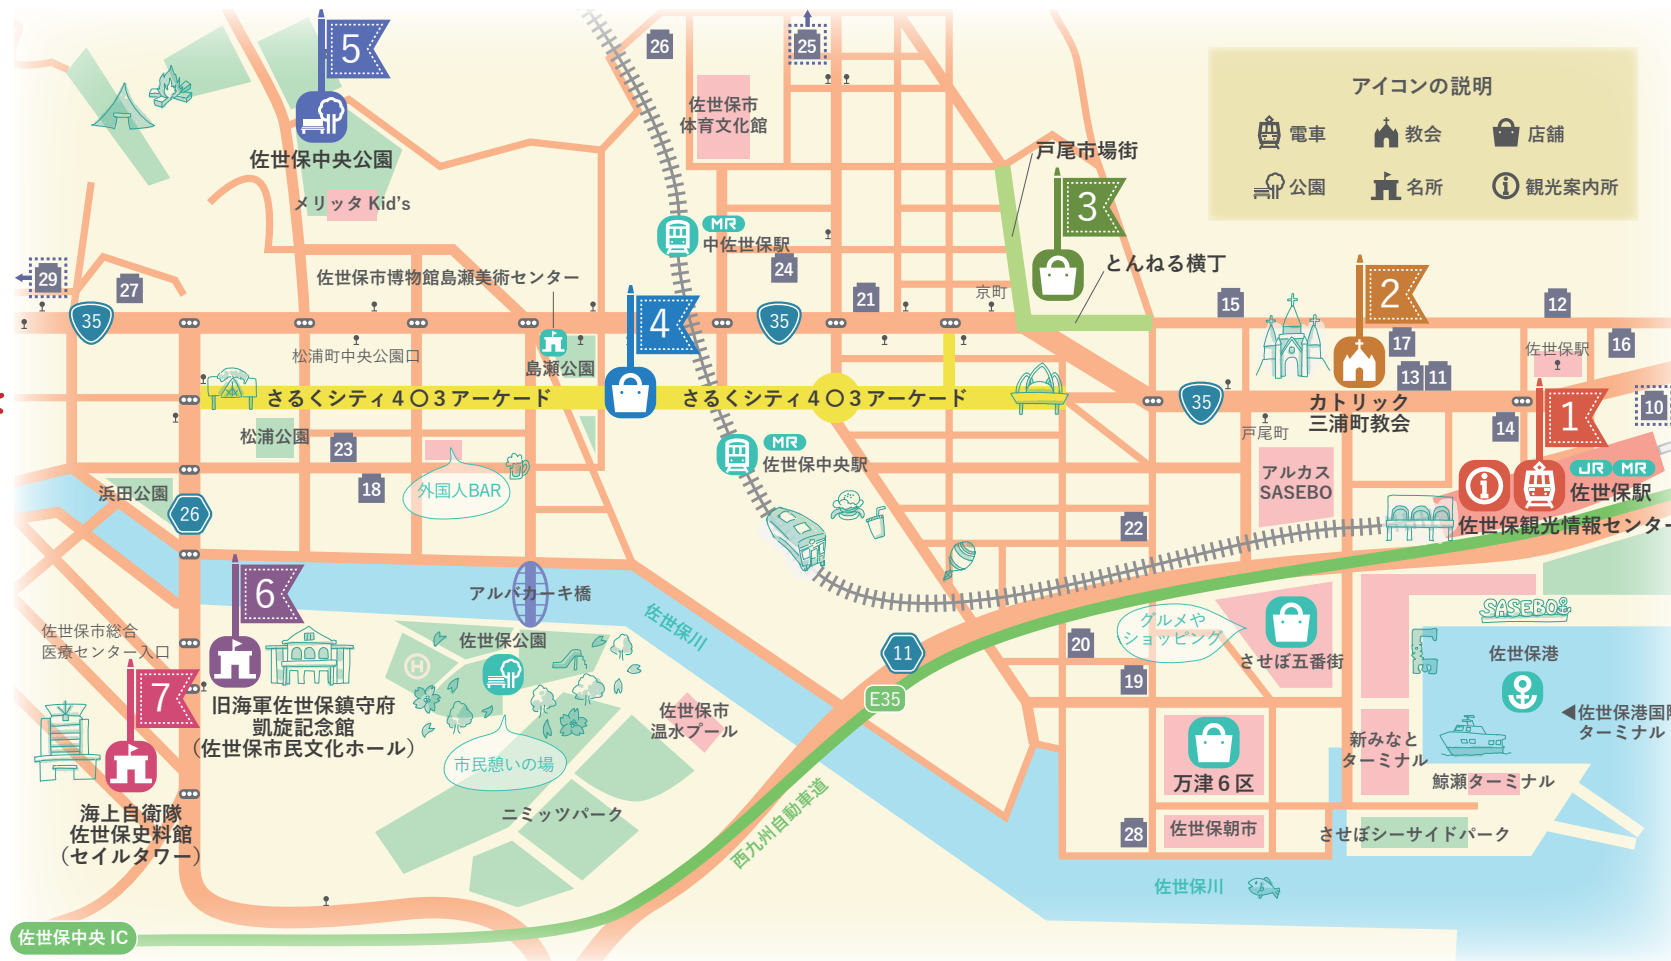 5
26
25
佐世保市
体育文化館
アイコンの説明
電車
教会
店舗
公園
名所
観光案内所
佐世保中央公園
メリッタ Kid's
戸尾市場街
3
MR
中佐世保駅
24
とんねる横丁
29
27
佐世保市博物館島瀬美術センター
21
京町
15
2
12
35
4
35
松浦町中央公園口
島瀬公園
17
13
11
佐世保駅
16
さるくシティ４〇３アーケード
さるくシティ４〇３アーケード
35
カトリック
三浦町教会
10
1
14
松浦公園
23
MR
佐世保中央駅
戸尾町
アルカス
SASEBO
JR
MR
佐世保駅
18
外国人BAR
浜田公園
26
22
佐世保観光情報センター
6
アルバカーキ橋
佐世保川
グルメや
ショッピング
SASEBO
佐世保市総合
医療センター入口
佐世保公園
H
11
20
させぼ五番街
LOVE
佐世保港
7
19
E35
旧海軍佐世保鎮守府
凱旋記念館
（佐世保市民文化ホール）
佐世保市
温水プール
◀佐世保港国際
ターミナル
新みなと
ターミナル
市民憩いの場
万津６区
鯨瀬ターミナル
海上自衛隊
佐世保史料館
（セイルタワー）
ニミッツパーク
西九州自動車道
28
佐世保朝市
させぼシーサイドパーク
佐世保川
佐世保中央 IC